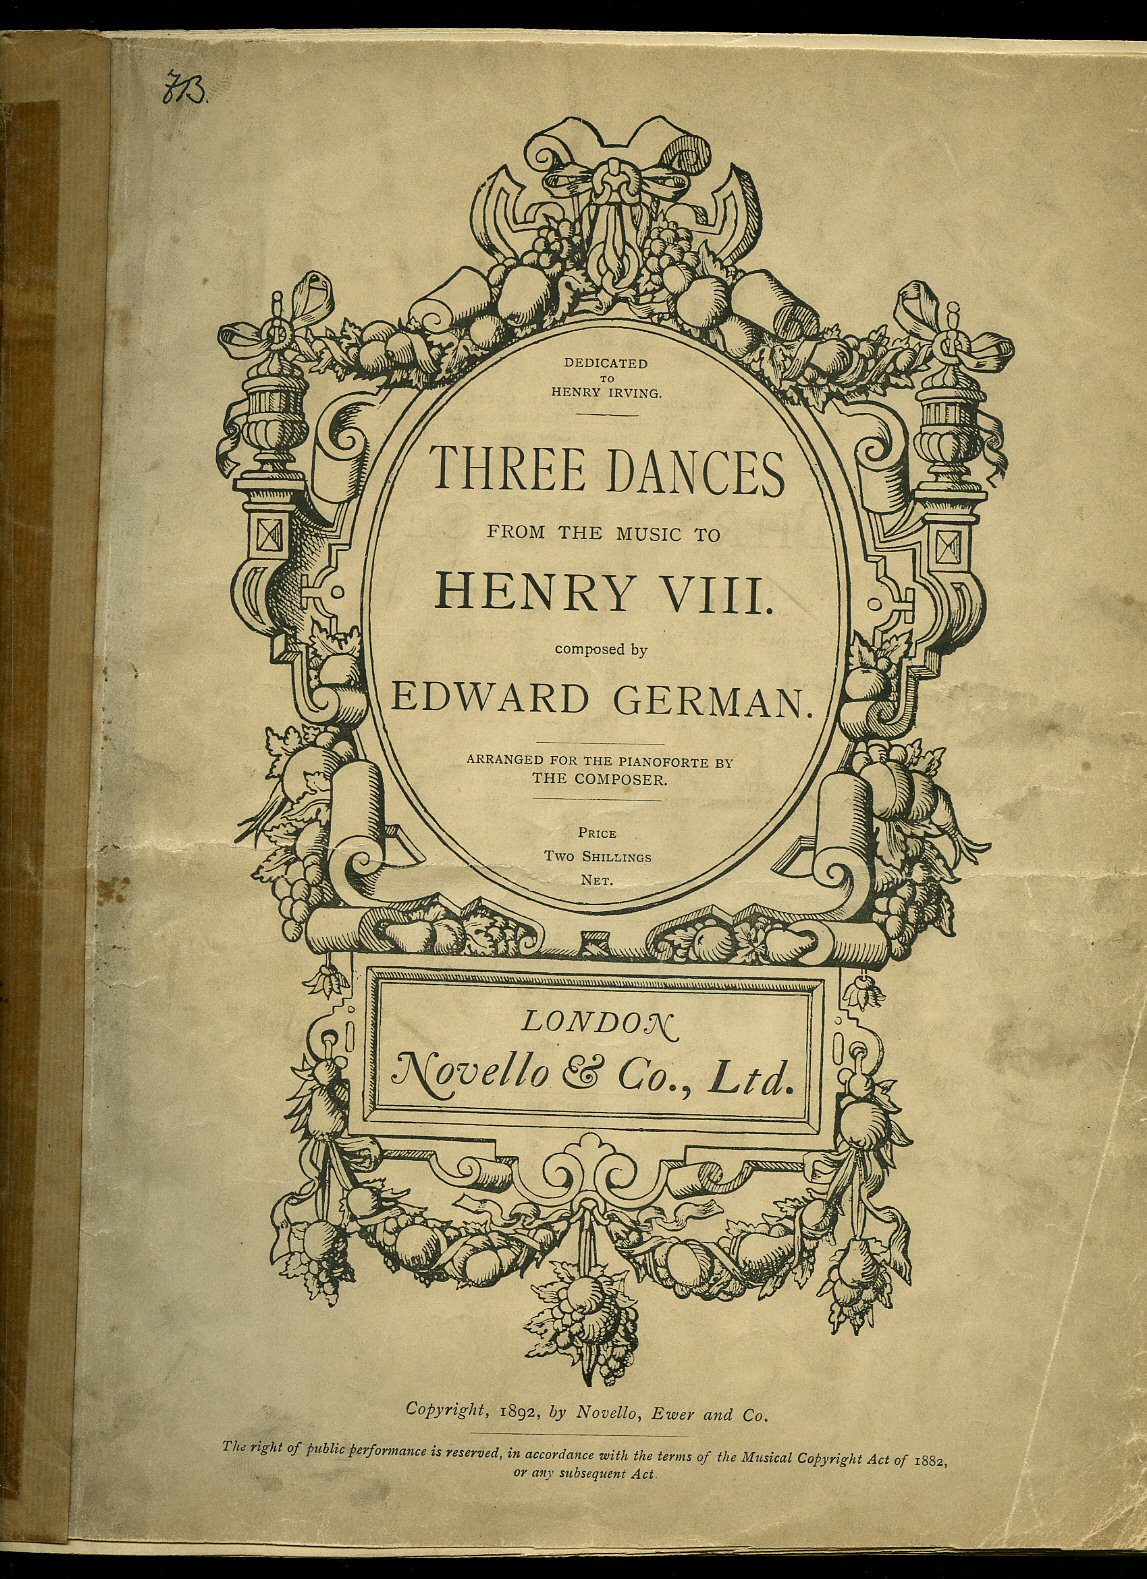 DEDICATED
TO
HENRY IRVING.
THREE DANCES
FROM THE MUSIC TO
HENRY VIII.
composed by
EDWARD GERMAN.
ARRANGED FOR THE PIANOFORTE BY
THE COMPOSER.
PRICE
TWO SHILLINGS
NET.
LONDON
Novello & Co., Ltd.
Copyright, 1892, by Novello, Ewer and Co.
The right of public performance is reserved, in accordance with the terms of the Musical Copyright Act of 1882,
or any subsequent Act.